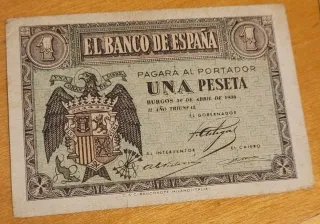 1 1
EL BANCO DE ESPAÑA
PAGARÁ AL PORTADOR
UNA PESETA
BURGOS 30 DE ABRIL DE 1938
II AÑO TRIUNFAL
EL GOBERNADOR
EL INTERVENTOR EL CAJERO